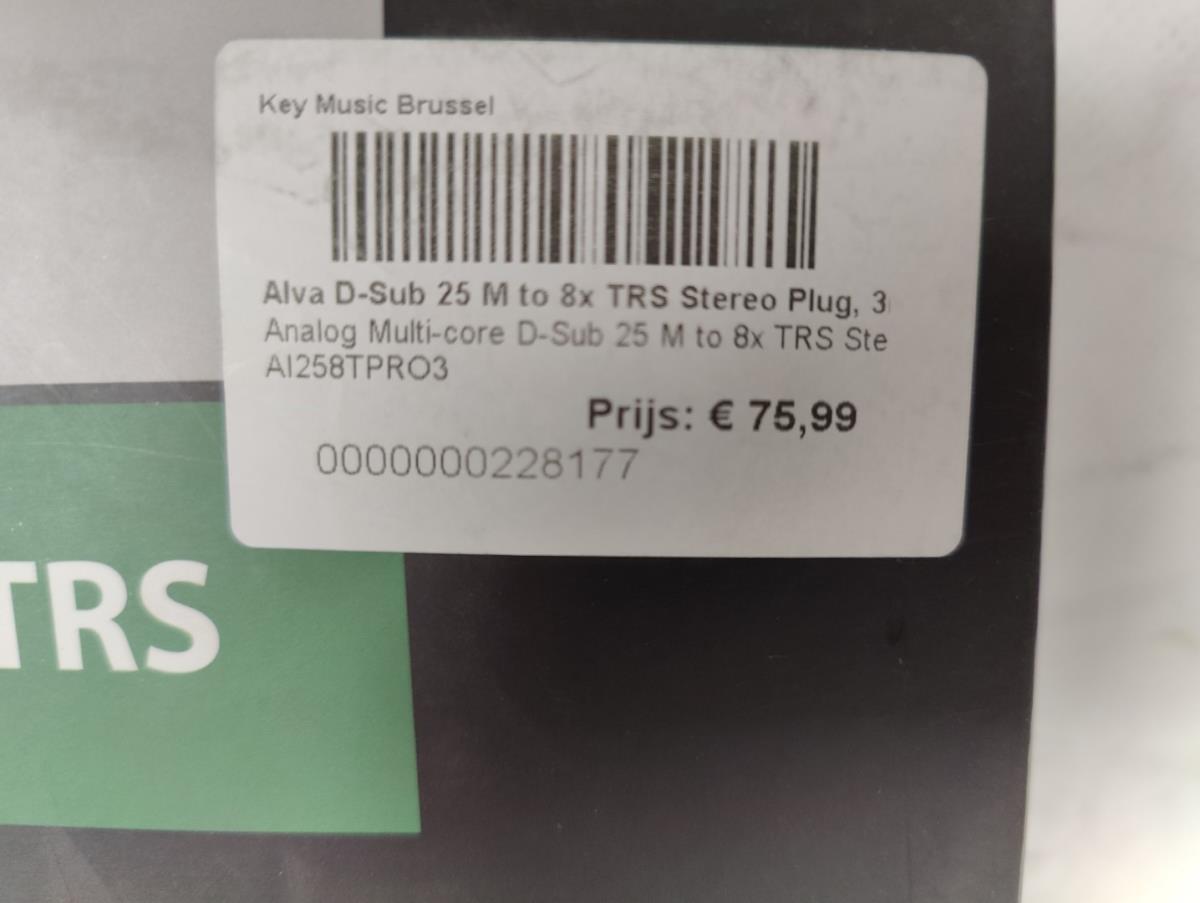 Key Music Brussel
Alva D-Sub 25 M to 8x TRS Stereo Plug, 3
Analog Multi-core D-Sub 25 M to 8x TRS Ste
AI258TPRO3
Prijs: € 75,99
0000000228177
TRS